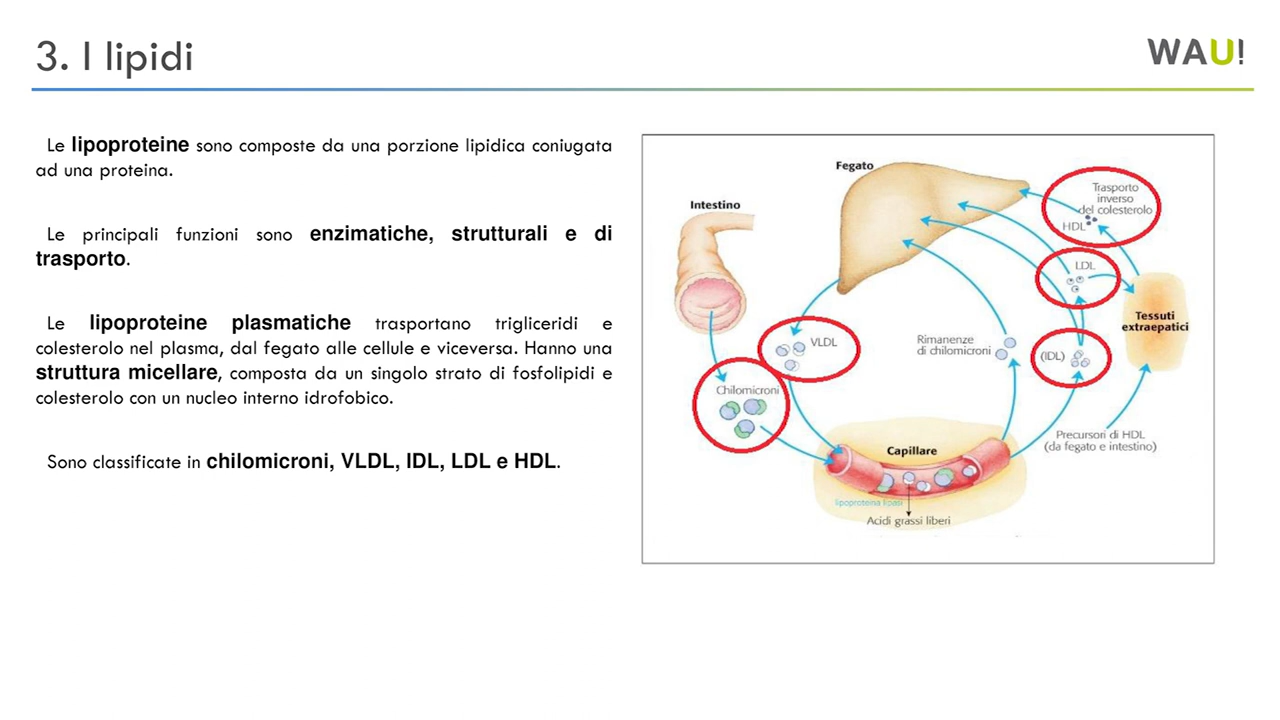 3. I lipidi
WAU!
Le lipoproteine sono composte da una porzione lipidica coniugata
ad una proteina.
Le principali funzioni sono enzimatiche, strutturali e di
trasporto.
Le lipoproteine plasmatiche trasportano trigliceridi e
colesterolo nel plasma, dal fegato alle cellule e viceversa. Hanno una
struttura micellare, composta da un singolo strato di fosfolipidi e
colesterolo con un nucleo interno idrofobico.
Sono classificate in chilomicroni, VLDL, IDL, LDL e HDL.
Fegato
Intestino
Trasporto
inverso
del colesterolo
HDL
LDL
Tessuti
extraepatici
VLDL
Rimanenze
di chilomicroni
(IDL)
Chilomicroni
Precursori di HDL
(da fegato e intestino)
Capillare
lipoproteina lipasi
Acidi grassi liberi